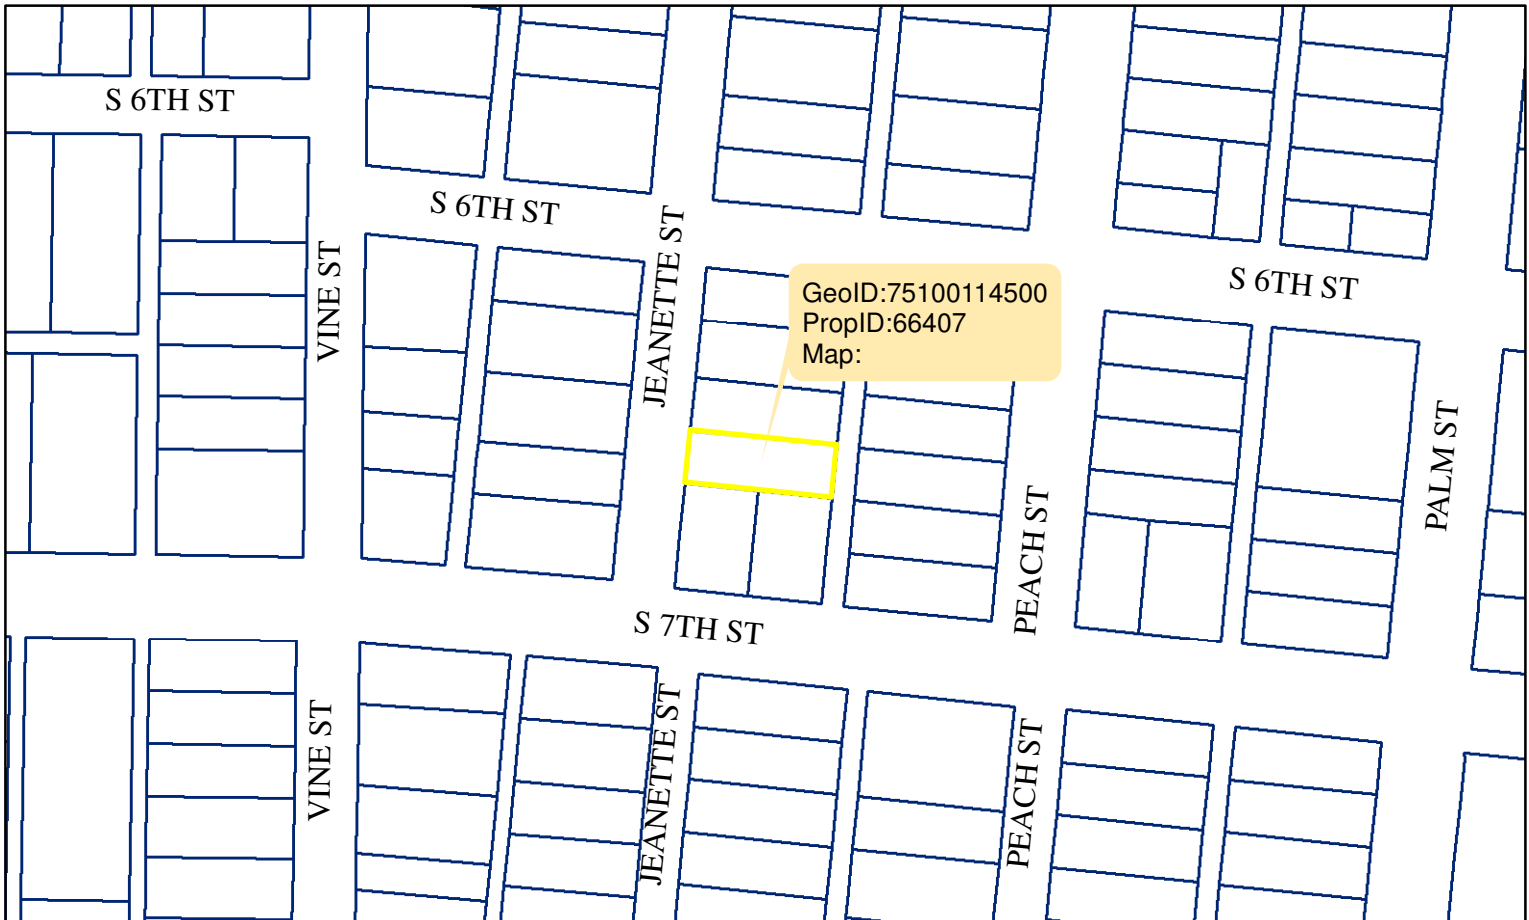 S 6TH ST
S 6TH ST
JEANETTE ST
VINE ST
S 6TH ST
GeoID:75100114500
PropID:66407
Map:
PALM ST
PEACH ST
S 7TH ST
JEANETTE ST
VINE ST
PEACH ST